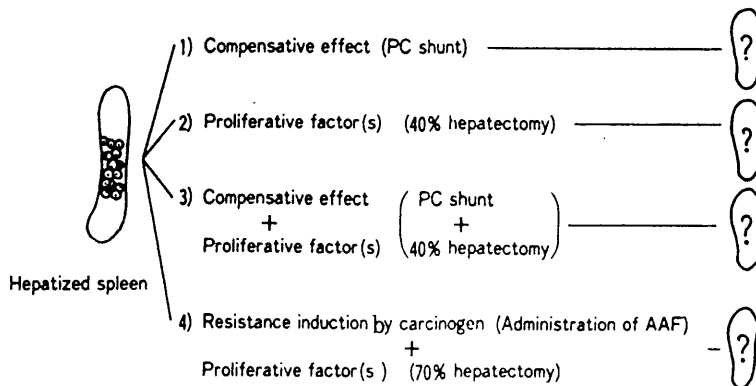 1) Compensative effect (PC shunt) ?
2) Proliferative factor(s) (40% hepatectomy) ?
3) Compensative effect PC shunt
+ + ?
Proliferative factor(s) 40% hepatectomy
Hepatized spleen
4) Resistance induction by carcinogen (Administration of AAF)
+ ?
Proliferative factor(s) (70% hepatectomy)